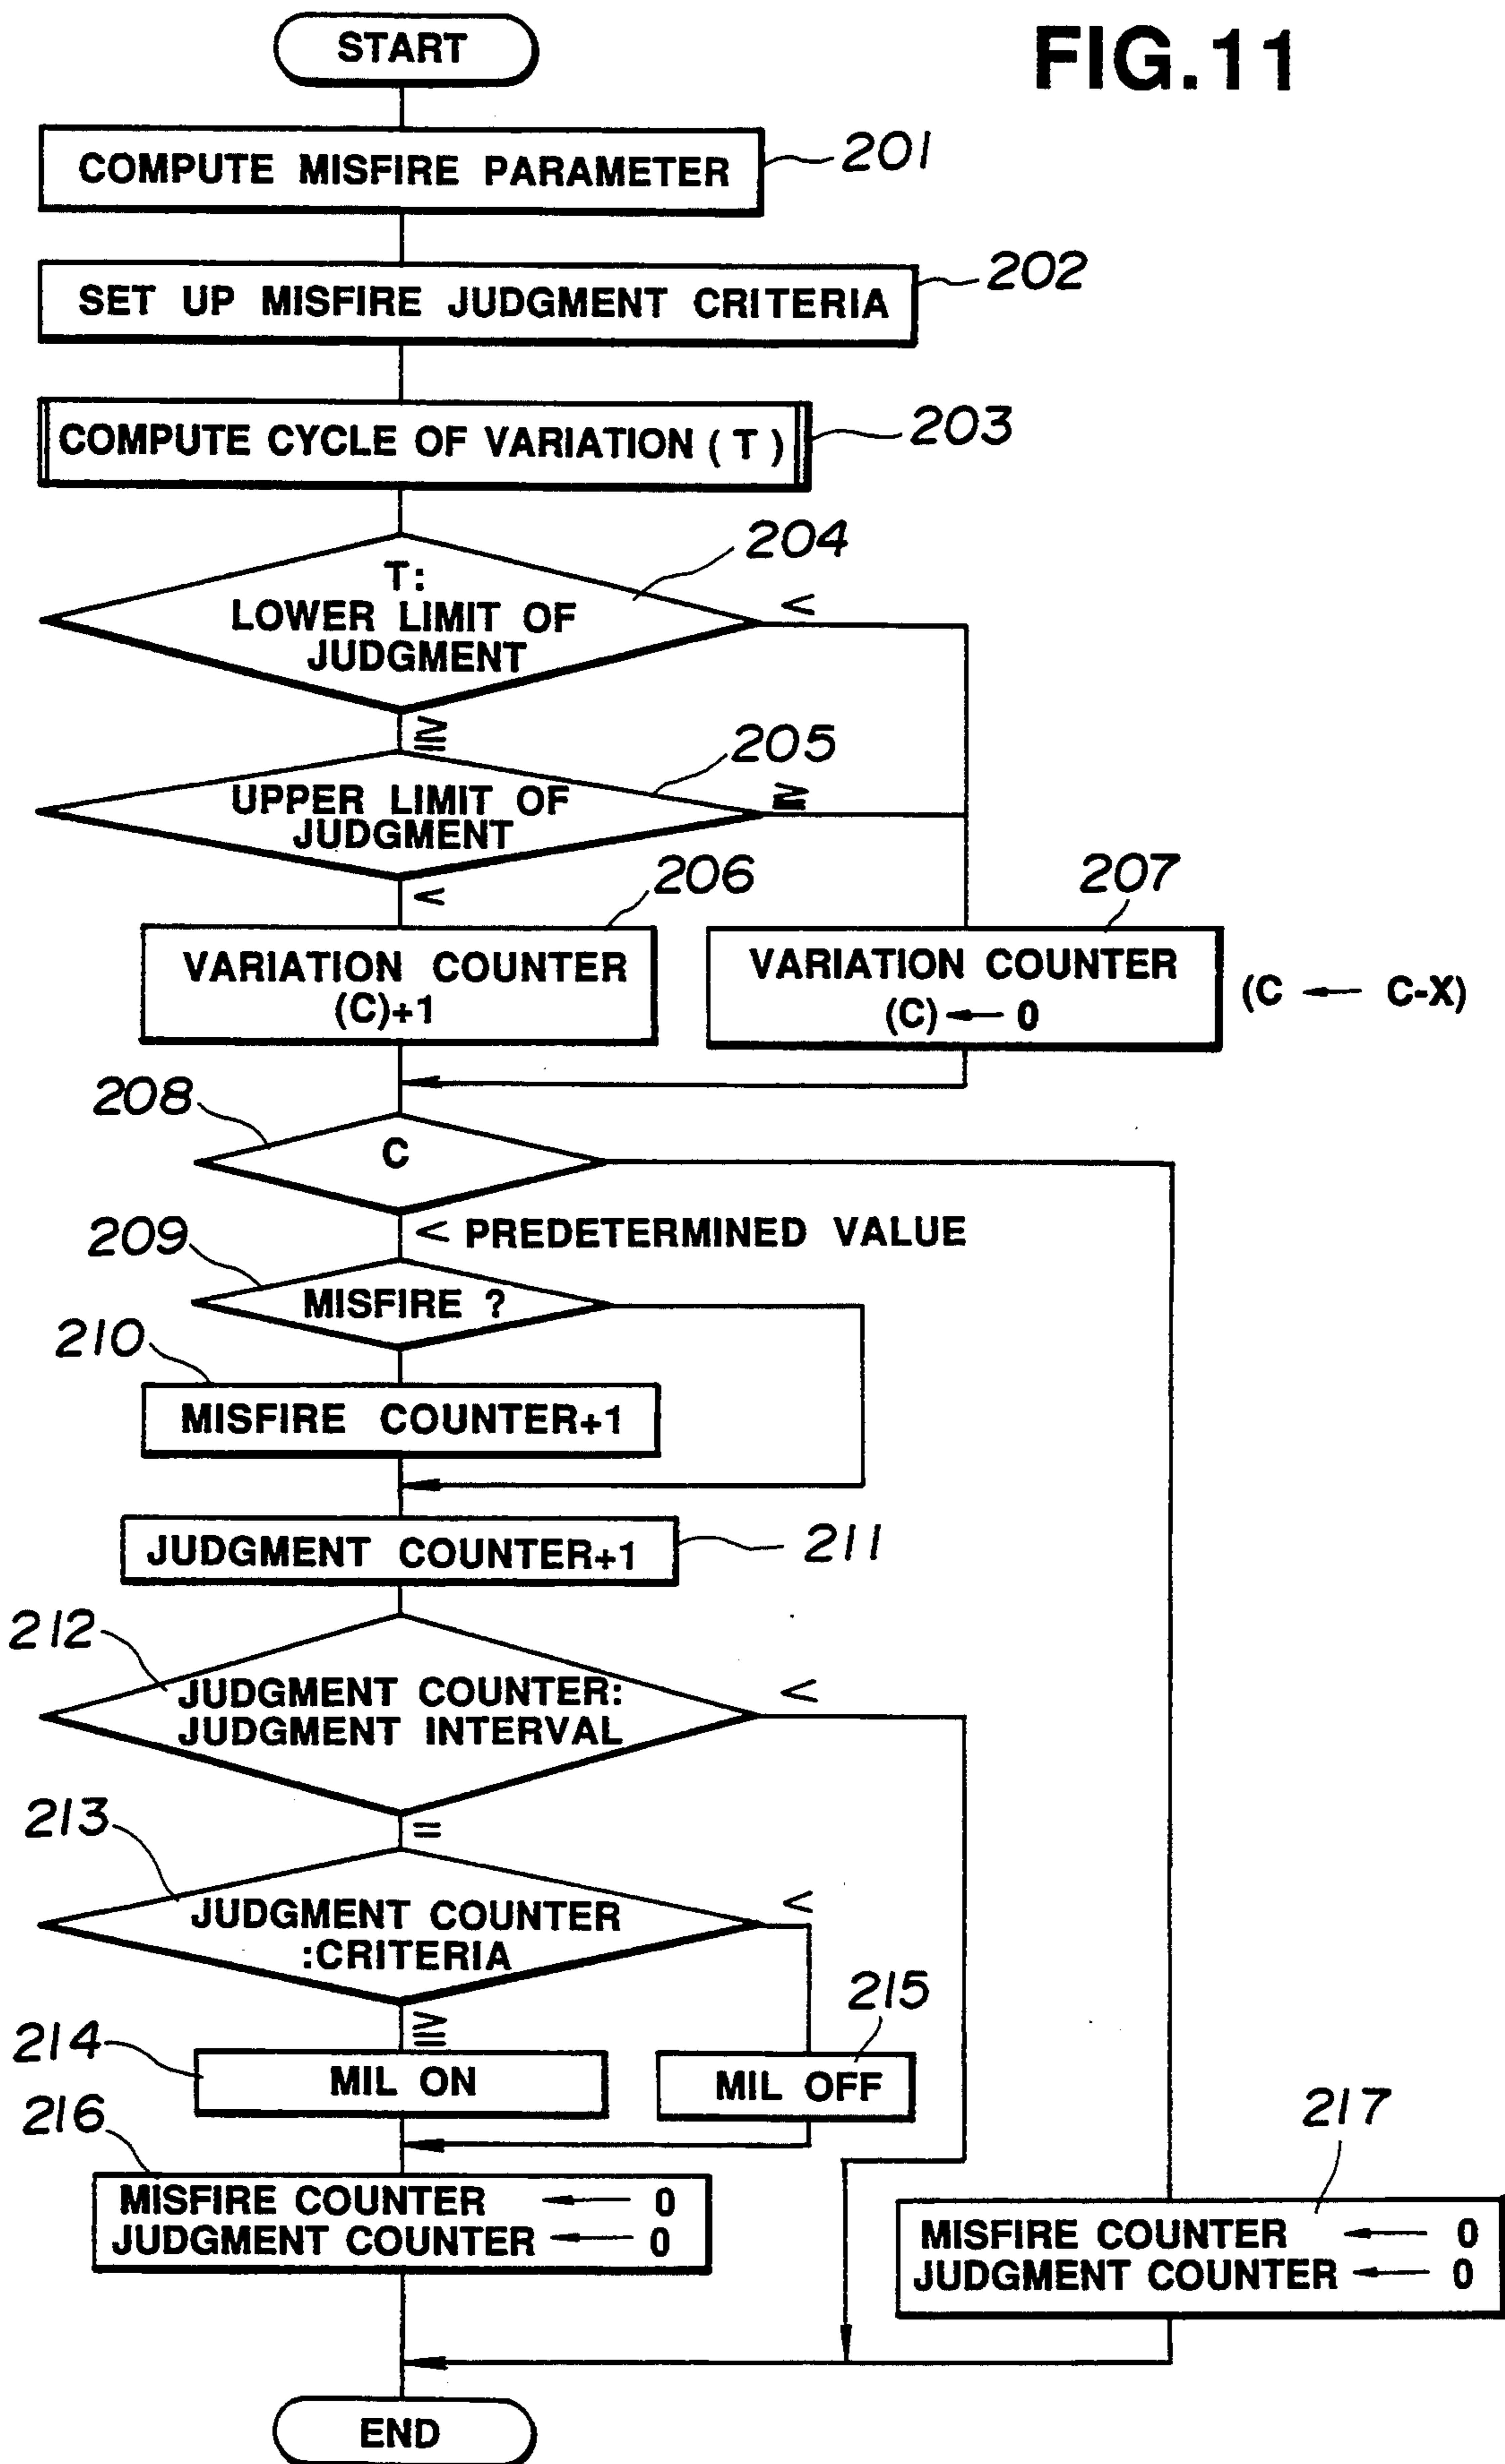 START
FIG.11
COMPUTE MISFIRE PARAMETER
201
SET UP MISFIRE JUDGMENT CRITERIA
202
COMPUTE CYCLE OF VARIATION ( T )
203
204
T:
LOWER LIMIT OF
JUDGMENT
<
≧
205
UPPER LIMIT OF
JUDGMENT
≧
<
206
VARIATION COUNTER
(C)+1
207
VARIATION COUNTER
(C) ← 0
(C ← C-X)
208
C
< PREDETERMINED VALUE
209
MISFIRE ?
210
MISFIRE COUNTER+1
JUDGMENT COUNTER+1
211
212
JUDGMENT COUNTER:
JUDGMENT INTERVAL
<
=
213
JUDGMENT COUNTER
:CRITERIA
<
≧
214
MIL ON
215
MIL OFF
216
MISFIRE COUNTER ← 0
JUDGMENT COUNTER ← 0
217
MISFIRE COUNTER ← 0
JUDGMENT COUNTER ← 0
END